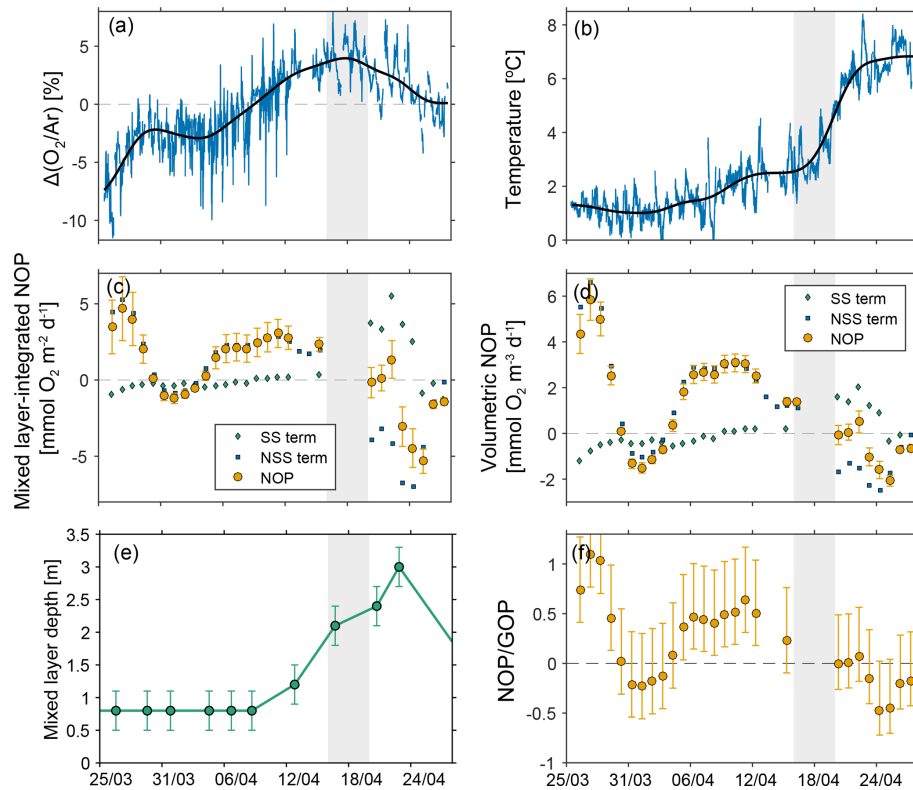 (a)
Δ(O₂/Ar) [%]
5
0
-5
-10
(b)
Temperature [ºC]
8
6
4
2
0
(c)
Mixed layer-integrated NOP
[mmol O₂ m⁻² d⁻¹]
5
0
-5
SS term
NSS term
NOP
(d)
Volumetric NOP
[mmol O₂ m⁻³ d⁻¹]
6
4
2
0
-2
SS term
NSS term
NOP
(e)
Mixed layer depth [m]
3.5
3
2.5
2
1.5
1
0.5
0
25/03 31/03 06/04 12/04 18/04 24/04
(f)
NOP/GOP
1
0.5
0
-0.5
-1
25/03 31/03 06/04 12/04 18/04 24/04